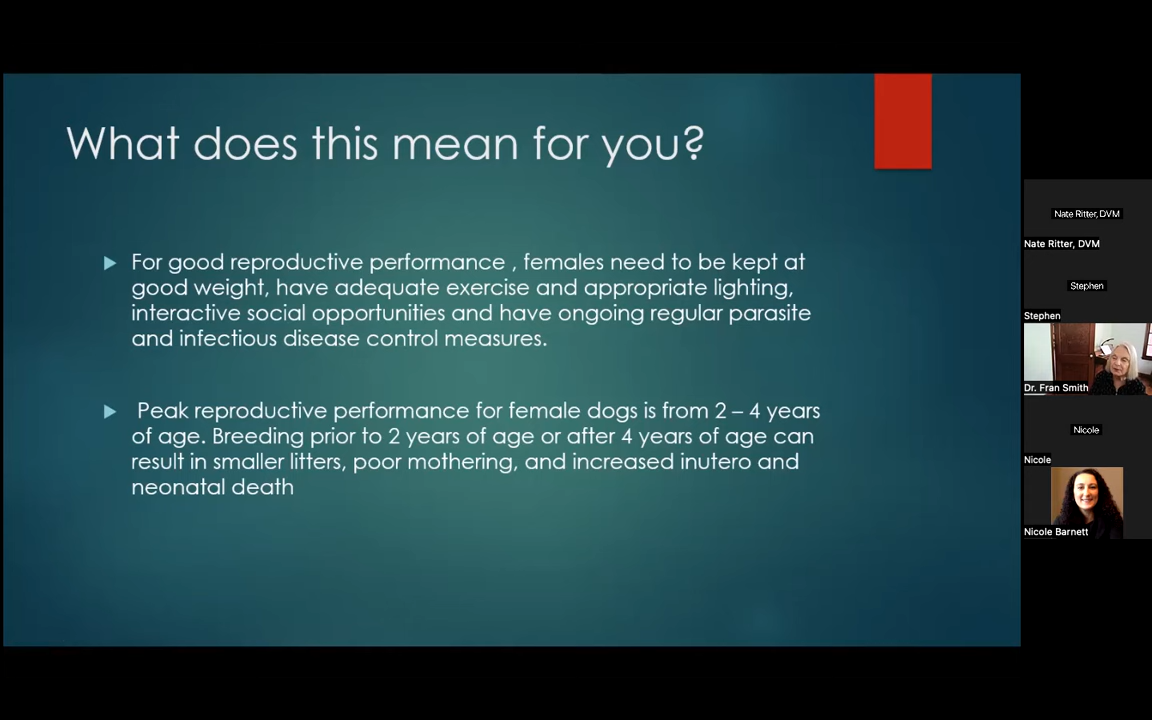 What does this mean for you?
For good reproductive performance , females need to be kept at
good weight, have adequate exercise and appropriate lighting,
interactive social opportunities and have ongoing regular parasite
and infectious disease control measures.
Peak reproductive performance for female dogs is from 2 – 4 years
of age. Breeding prior to 2 years of age or after 4 years of age can
result in smaller litters, poor mothering, and increased inutero and
neonatal death
Nate Ritter, DVM
Nate Ritter, DVM
Stephen
Stephen
Dr. Fran Smith
Nicole
Nicole
Nicole Barnett